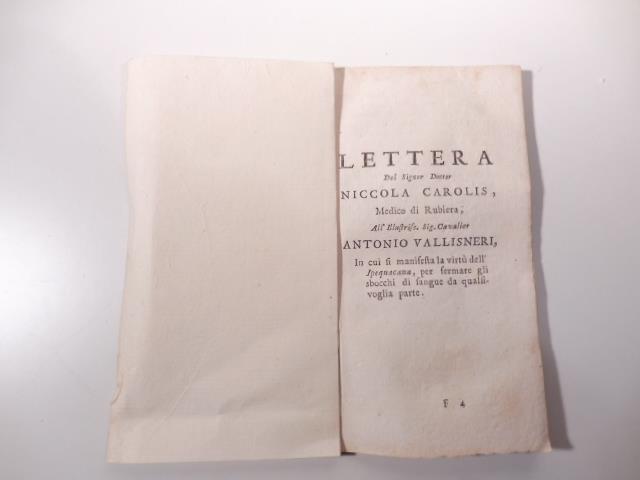 LETTERA
Del Signor Dottor
NICCOLA CAROLIS,
Medico di Rubiera,
All' Illuſtriſs. Sig. Cavalier
ANTONIO VALLISNERI,
In cui ſi manifeſta la virtù dell'
Ipequacana, per fermare gli
sbocchi di ſangue da qualſi-
voglia parte.
F 4